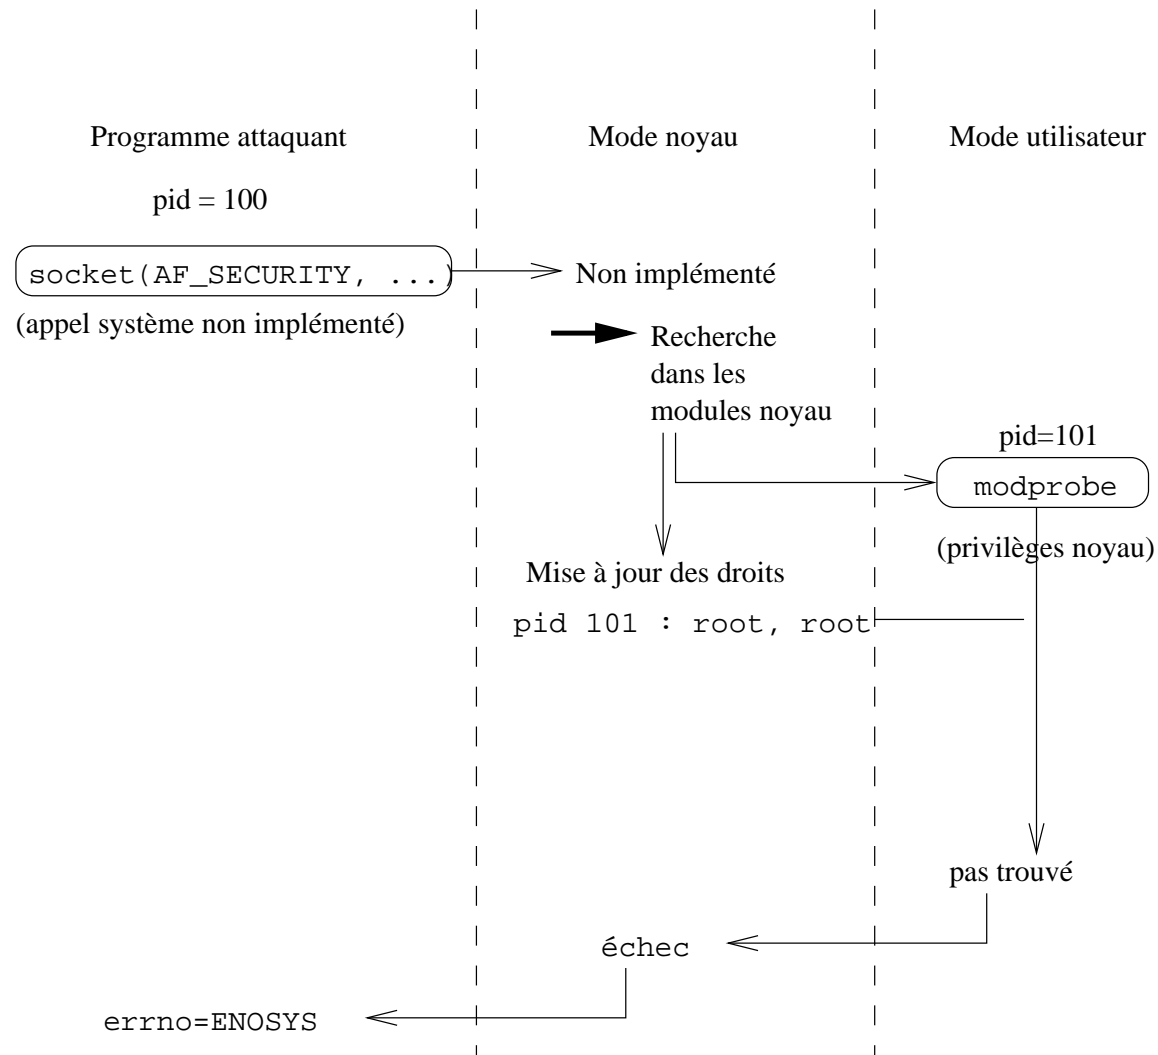 Programme attaquant
Mode noyau
Mode utilisateur
pid = 100
socket(AF_SECURITY, ...)
Non implémenté
(appel système non implémenté)
Recherche
dans les
modules noyau
pid=101
modprobe
(privilèges noyau)
Mise à jour des droits
pid 101 : root, root
pas trouvé
échec
errno=ENOSYS